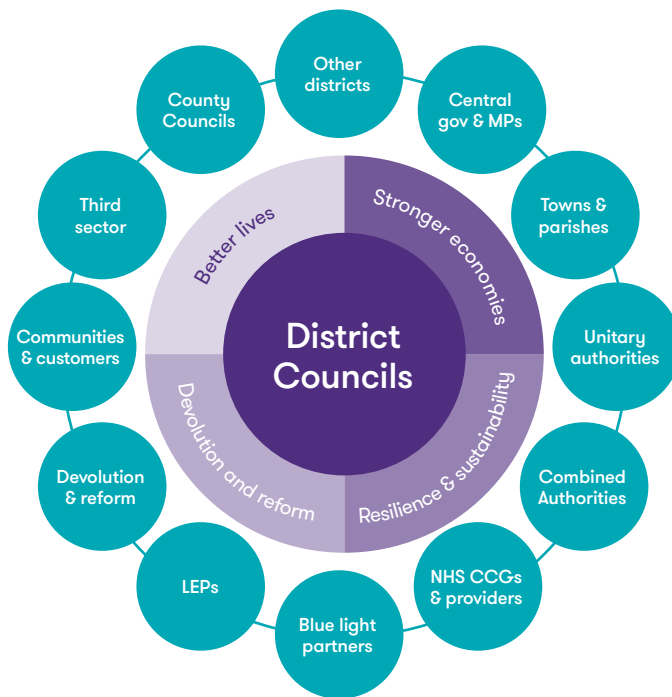 Other
districts
Central
gov & MPs
Towns &
parishes
Unitary
authorities
Combined
Authorities
NHS CCGs
& providers
Blue light
partners
LEPs
Devolution
& reform
Communities
& customers
Third
sector
County
Councils
Better lives
Stronger economies
Resilience & sustainability
Devolution and reform
District
Councils